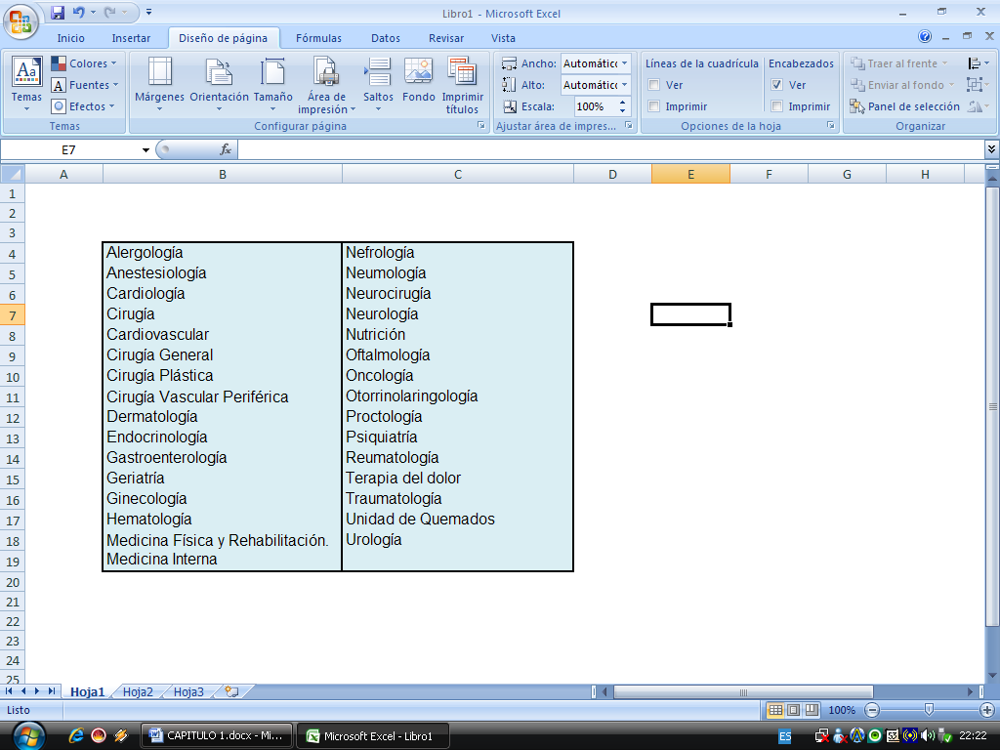 Libro1 - Microsoft Excel
Inicio Insertar Diseño de página Fórmulas Datos Revisar Vista
Temas
Colores
Fuentes
Efectos
Temas
Márgenes Orientación Tamaño Área de impresión Saltos Fondo Imprimir títulos
Configurar página
Ancho: Automátic
Alto: Automátic
Escala: 100%
Ajustar área de impres...
Líneas de la cuadrícula Encabezados
Ver Ver
Imprimir Imprimir
Opciones de la hoja
Traer al frente
Enviar al fondo
Panel de selección
Organizar
E7 fx
A B C D E F G H
1
2
3
4 Alergología Nefrología
5 Anestesiología Neumología
6 Cardiología Neurocirugía
7 Cirugía Neurología
8 Cardiovascular Nutrición
9 Cirugía General Oftalmología
10 Cirugía Plástica Oncología
11 Cirugía Vascular Periférica Otorrinolaringología
12 Dermatología Proctología
13 Endocrinología Psiquiatría
14 Gastroenterología Reumatología
15 Geriatría Terapia del dolor
16 Ginecología Traumatología
17 Hematología Unidad de Quemados
18 Medicina Física y Rehabilitación. Urología
19 Medicina Interna
20
21
22
23
24
25
Hoja1 Hoja2 Hoja3
Listo 100%
CAPITULO 1.docx - Mi... Microsoft Excel - Libro1 ES 22:22